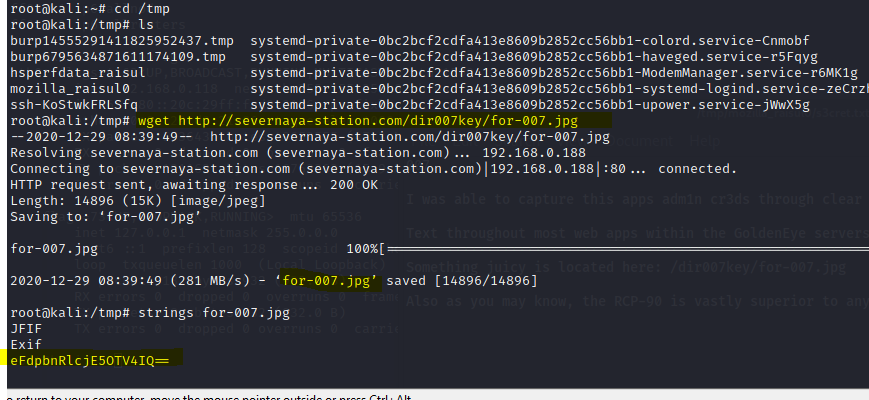 root@kali:~# cd /tmp
root@kali:/tmp# ls
burp14555291411825952437.tmp systemd-private-0bc2bcf2cdfa413e8609b2852cc56bb1-colord.service-Cnmobf
burp6795634871611174109.tmp systemd-private-0bc2bcf2cdfa413e8609b2852cc56bb1-haveged.service-r5Fqyg
hsperfdata_raisul systemd-private-0bc2bcf2cdfa413e8609b2852cc56bb1-ModemManager.service-r6MK1g
mozilla_raisul0 systemd-private-0bc2bcf2cdfa413e8609b2852cc56bb1-systemd-logind.service-zeCrzh
ssh-KoStwkFRLSfq systemd-private-0bc2bcf2cdfa413e8609b2852cc56bb1-upower.service-jWwX5g
root@kali:/tmp# wget http://severnaya-station.com/dir007key/for-007.jpg
--2020-12-29 08:39:49-- http://severnaya-station.com/dir007key/for-007.jpg
Resolving severnaya-station.com (severnaya-station.com)... 192.168.0.188
Connecting to severnaya-station.com (severnaya-station.com)|192.168.0.188|:80... connected.
HTTP request sent, awaiting response... 200 OK
Length: 14896 (15K) [image/jpeg]
I was able to capture this apps adm1n cr3ds through clear
Saving to: ‘for-007.jpg’
Text throughout most web apps within the GoldenEye servers
for-007.jpg 100%[=====================================================
Something juicy is located here: /dir007key/for-007.jpg
2020-12-29 08:39:49 (281 MB/s) - ‘for-007.jpg’ saved [14896/14896]
Also as you may know, the RCP-90 is vastly superior to any
root@kali:/tmp# strings for-007.jpg
JFIF
Exif
eFdpbnRlcjE5OTV4IQ==
o return to your computer, move the mouse pointer outside or press Ctrl+Alt.